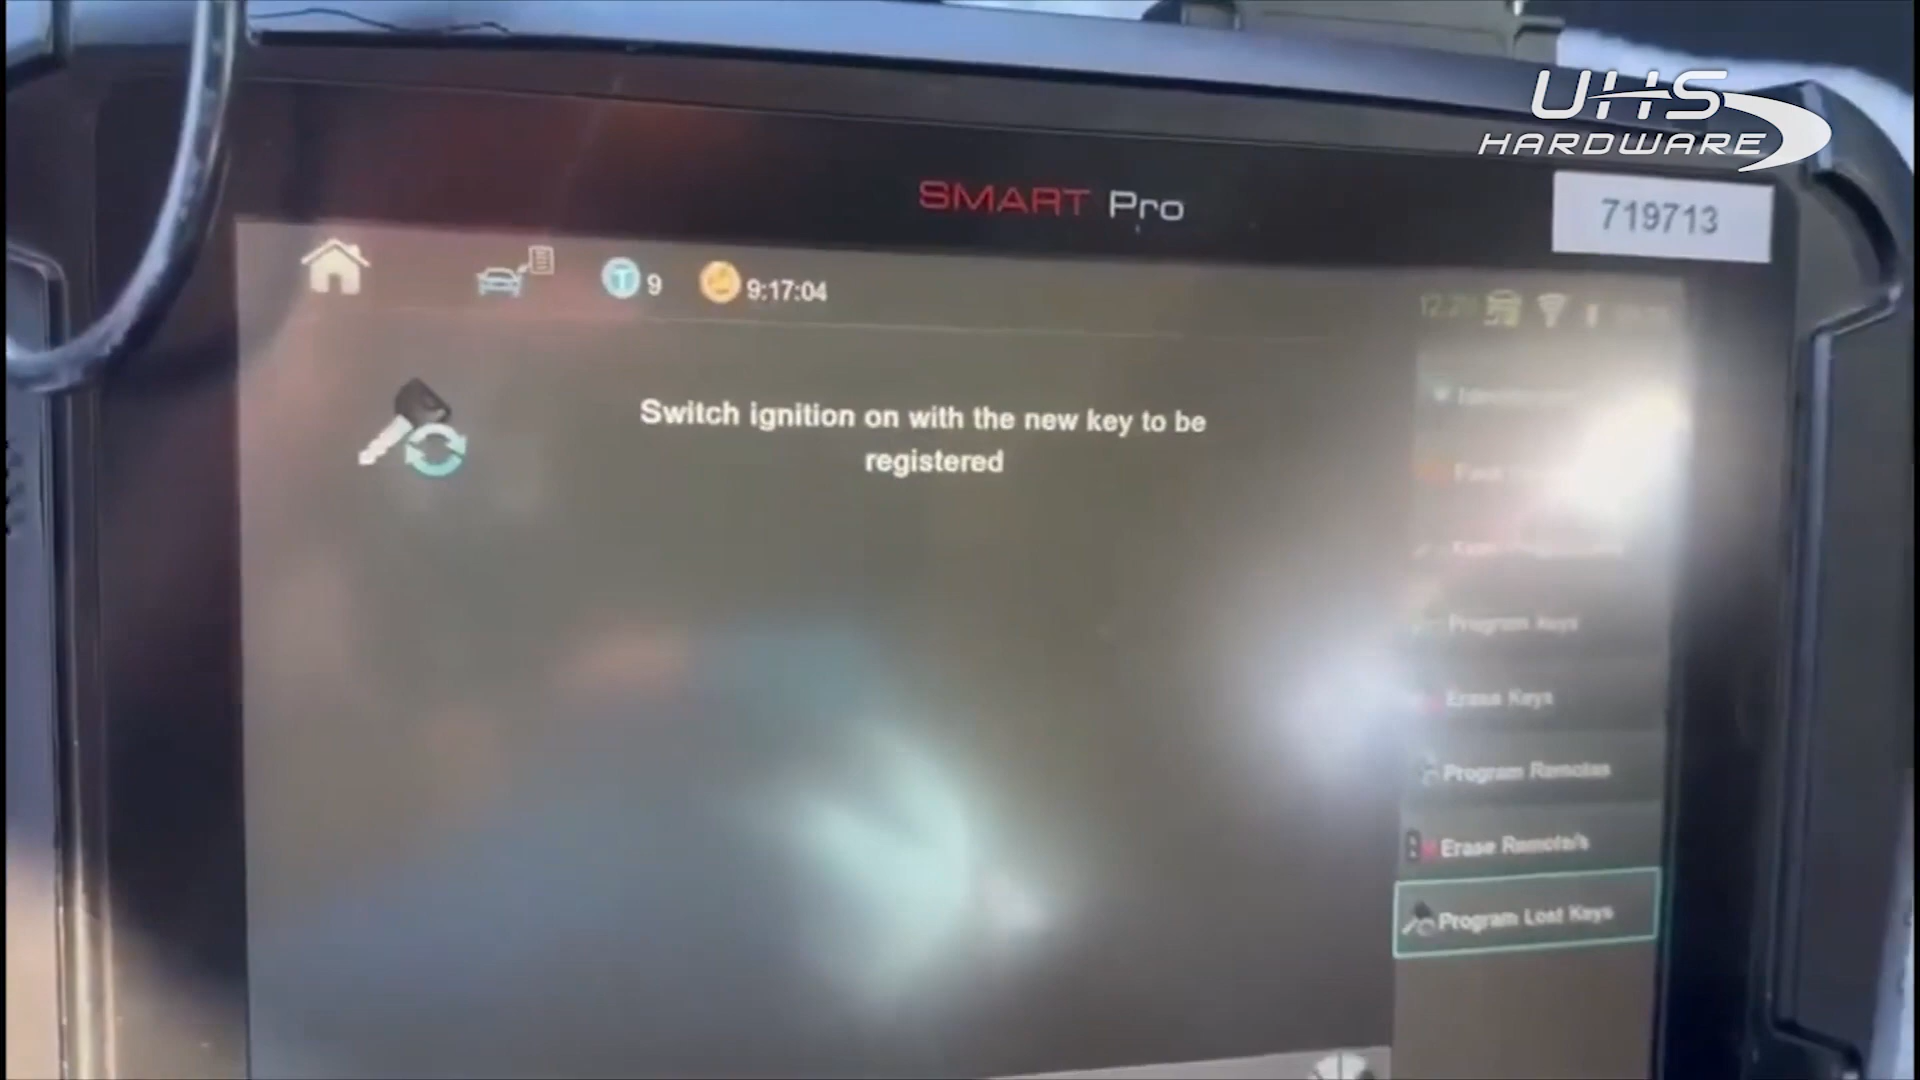 UHS
HARDWARE
SMART Pro
719713
9
9:17:04
Switch ignition on with the new key to be
registered
Program Keys
Erase Keys
Program Remotes
Erase Remote/s
Program Lost Keys